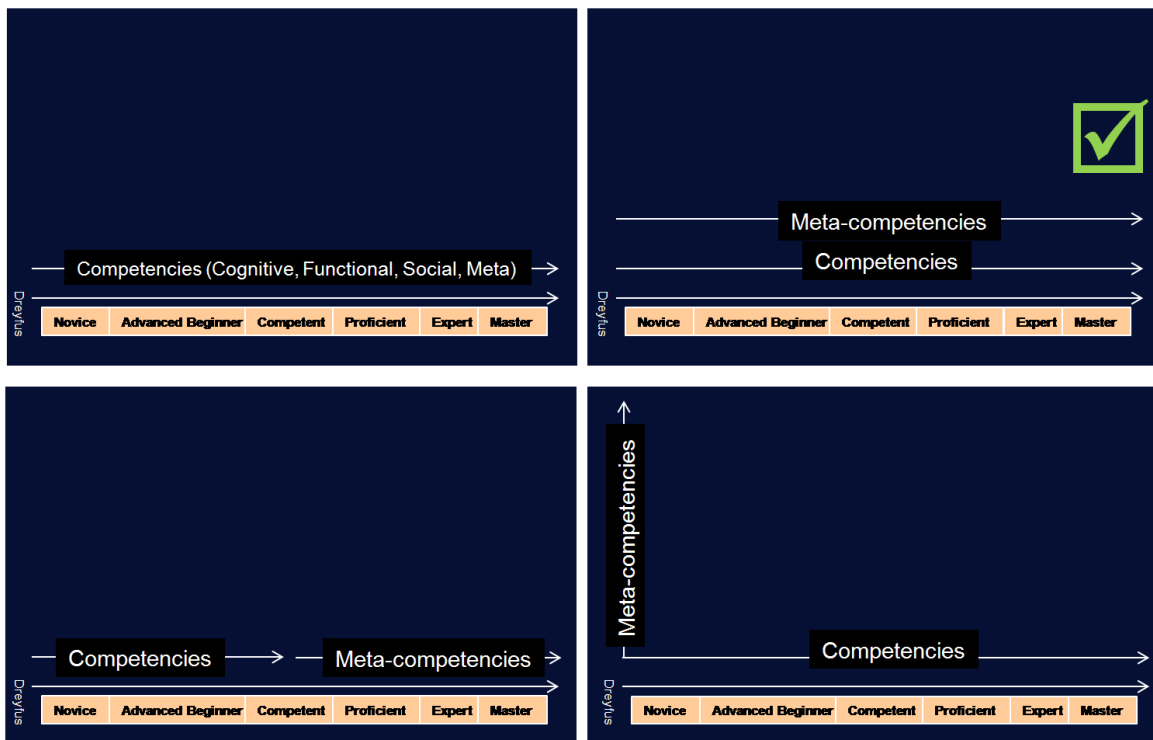 Competencies (Cognitive, Functional, Social, Meta)
Dreyfus
Novice Advanced Beginner Competent Proficient Expert Master
Meta-competencies
Competencies
Dreyfus
Novice Advanced Beginner Competent Proficient Expert Master
Competencies Meta-competencies
Dreyfus
Novice Advanced Beginner Competent Proficient Expert Master
Meta-competencies
Competencies
Dreyfus
Novice Advanced Beginner Competent Proficient Expert Master